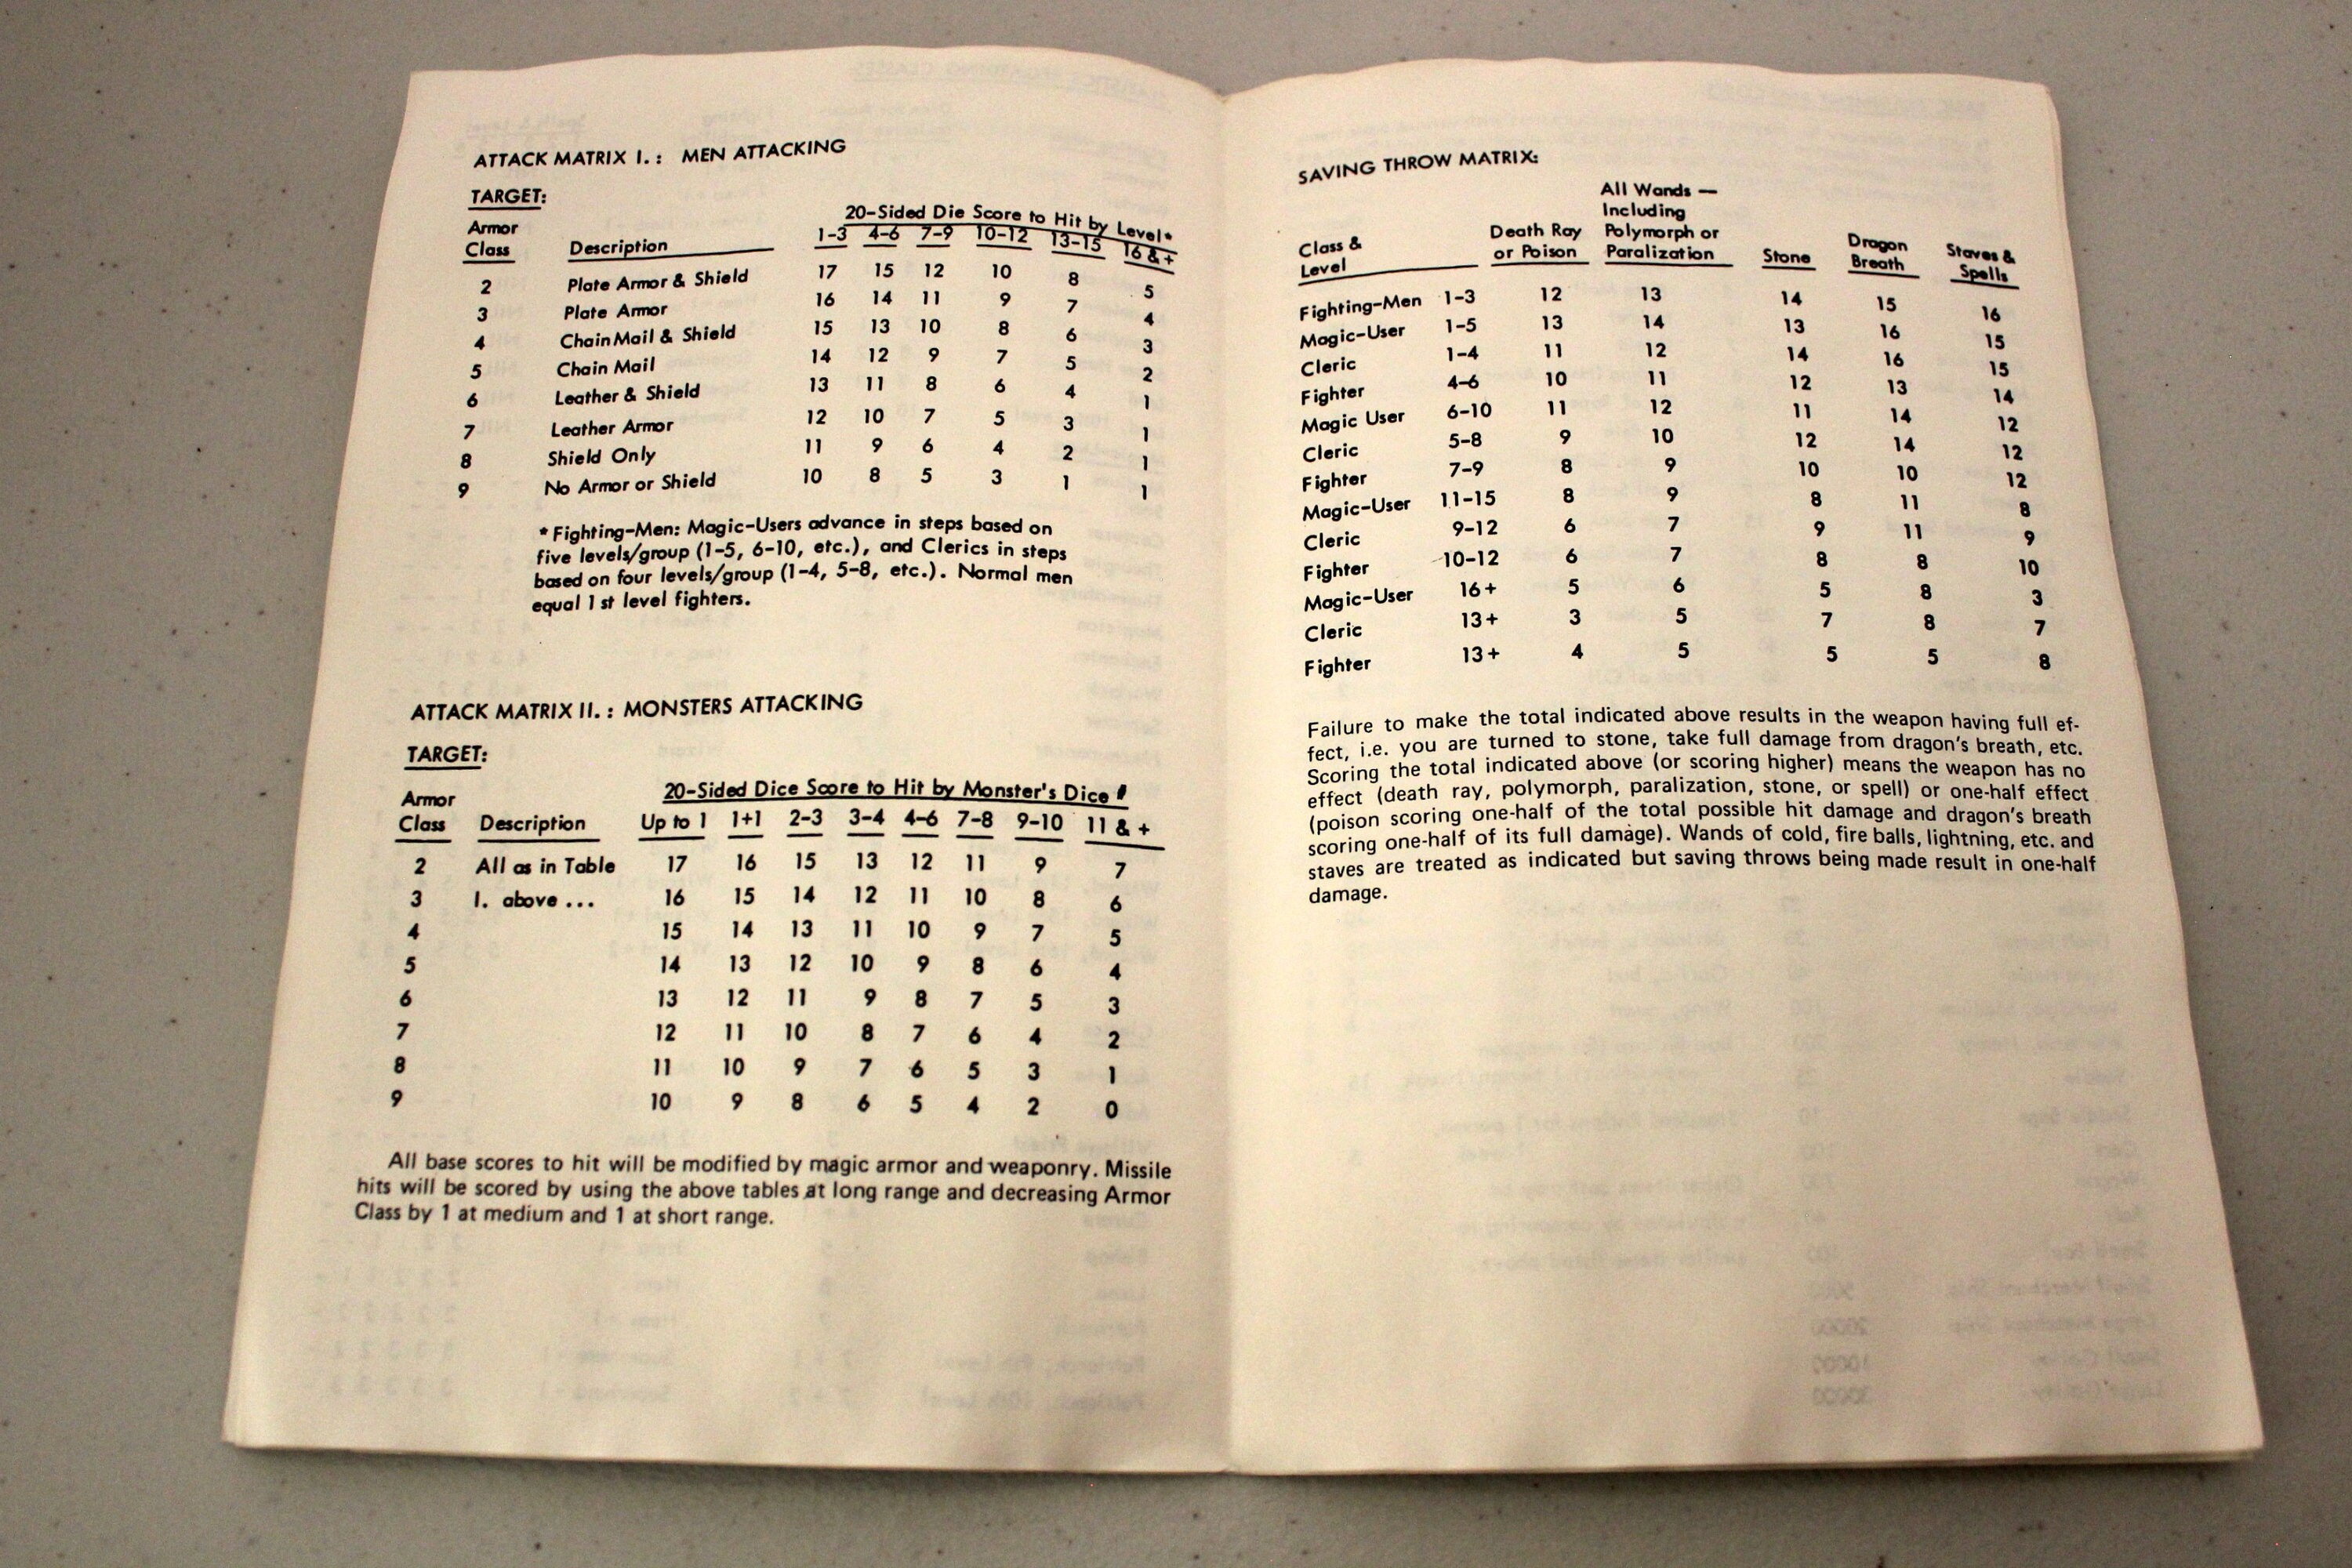 ATTACK MATRIX I.: MEN ATTACKING
TARGET:
20-Sided Die Score to Hit by Level*
Armor Class Description 1-3 4-6 7-9 10-12 13-15 16 & +
2 Plate Armor & Shield 17 15 12 10 8 5
3 Plate Armor 16 14 11 9 7 4
4 Chain Mail & Shield 15 13 10 8 6 3
5 Chain Mail 14 12 9 7 5 2
6 Leather & Shield 13 11 8 6 4 1
7 Leather Armor 12 10 7 5 3 1
8 Shield Only 11 9 6 4 2 1
9 No Armor or Shield 10 8 5 3 1 1
* Fighting-Men: Magic-Users advance in steps based on
five levels/group (1-5, 6-10, etc.), and Clerics in steps
based on four levels/group (1-4, 5-8, etc.). Normal men
equal 1st level fighters.
ATTACK MATRIX II.: MONSTERS ATTACKING
TARGET:
20-Sided Dice Score to Hit by Monster's Dice #
Armor Class Description Up to 1 1+1 2-3 3-4 4-6 7-8 9-10 11 & +
2 All as in Table 17 16 15 13 12 11 9 7
3 I. above ... 16 15 14 12 11 10 8 6
4 15 14 13 11 10 9 7 5
5 14 13 12 10 9 8 6 4
6 13 12 11 9 8 7 5 3
7 12 11 10 8 7 6 4 2
8 11 10 9 7 6 5 3 1
9 10 9 8 6 5 4 2 0
All base scores to hit will be modified by magic armor and weaponry. Missile
hits will be scored by using the above tables at long range and decreasing Armor
Class by 1 at medium and 1 at short range.
SAVING THROW MATRIX:
Class & Level Death Ray or Poison All Wands — Including Polymorph or Paralization Stone Dragon Breath Staves & Spells
Fighting-Men 1-3 12 13 14 15 16
Magic-User 1-5 13 14 13 16 15
Cleric 1-4 11 12 14 16 15
Fighter 4-6 10 11 12 13 14
Magic User 6-10 11 12 11 14 12
Cleric 5-8 9 10 12 14 12
Fighter 7-9 8 9 10 10 12
Magic-User 11-15 8 9 8 11 8
Cleric 9-12 6 7 9 11 9
Fighter 10-12 6 7 8 8 10
Magic-User 16+ 5 6 5 8 3
Cleric 13+ 3 5 7 8 7
Fighter 13+ 4 5 5 5 8
Failure to make the total indicated above results in the weapon having full ef-
fect, i.e. you are turned to stone, take full damage from dragon's breath, etc.
Scoring the total indicated above (or scoring higher) means the weapon has no
effect (death ray, polymorph, paralization, stone, or spell) or one-half effect
(poison scoring one-half of the total possible hit damage and dragon's breath
scoring one-half of its full damage). Wands of cold, fire balls, lightning, etc. and
staves are treated as indicated but saving throws being made result in one-half
damage.